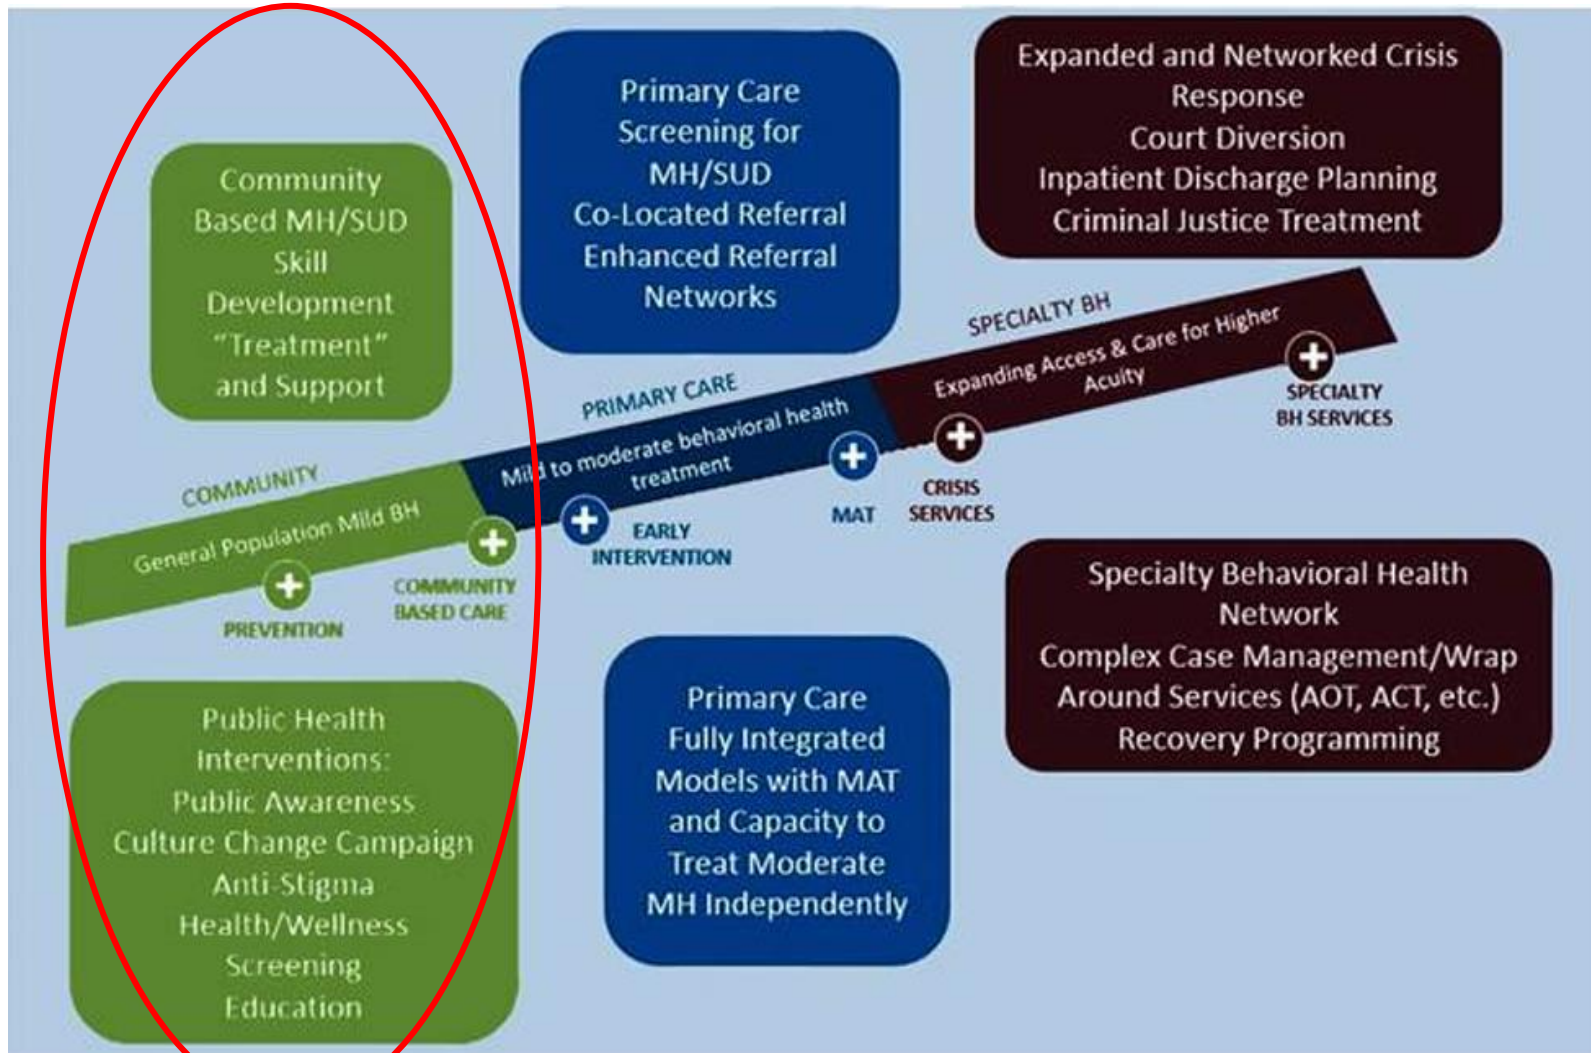 Community
Based MH/SUD
Skill
Development
“Treatment”
and Support
Primary Care
Screening for
MH/SUD
Co-Located Referral
Enhanced Referral
Networks
Expanded and Networked Crisis
Response
Court Diversion
Inpatient Discharge Planning
Criminal Justice Treatment
COMMUNITY
General Population Mild BH
PREVENTION
COMMUNITY
BASED CARE
PRIMARY CARE
Mild to moderate behavioral health
treatment
EARLY
INTERVENTION
MAT
SPECIALTY BH
Expanding Access & Care for Higher
Acuity
CRISIS
SERVICES
SPECIALTY
BH SERVICES
Public Health
Interventions:
Public Awareness
Culture Change Campaign
Anti-Stigma
Health/Wellness
Screening
Education
Primary Care
Fully Integrated
Models with MAT
and Capacity to
Treat Moderate
MH Independently
Specialty Behavioral Health
Network
Complex Case Management/Wrap
Around Services (AOT, ACT, etc.)
Recovery Programming